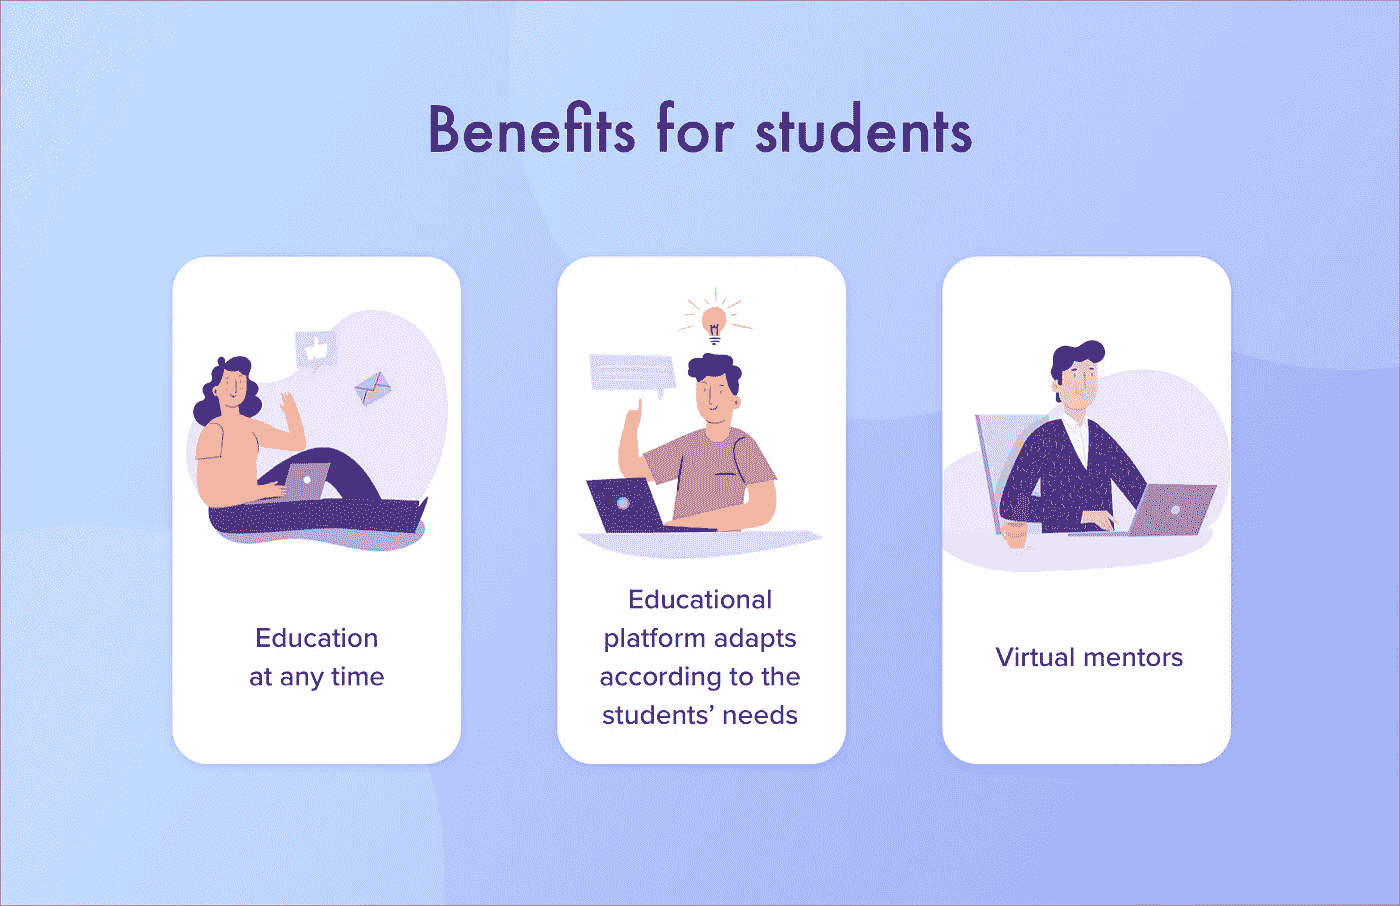 Benefits for students
Education
at any time
Educational
platform adapts
according to the
students’ needs
Virtual mentors